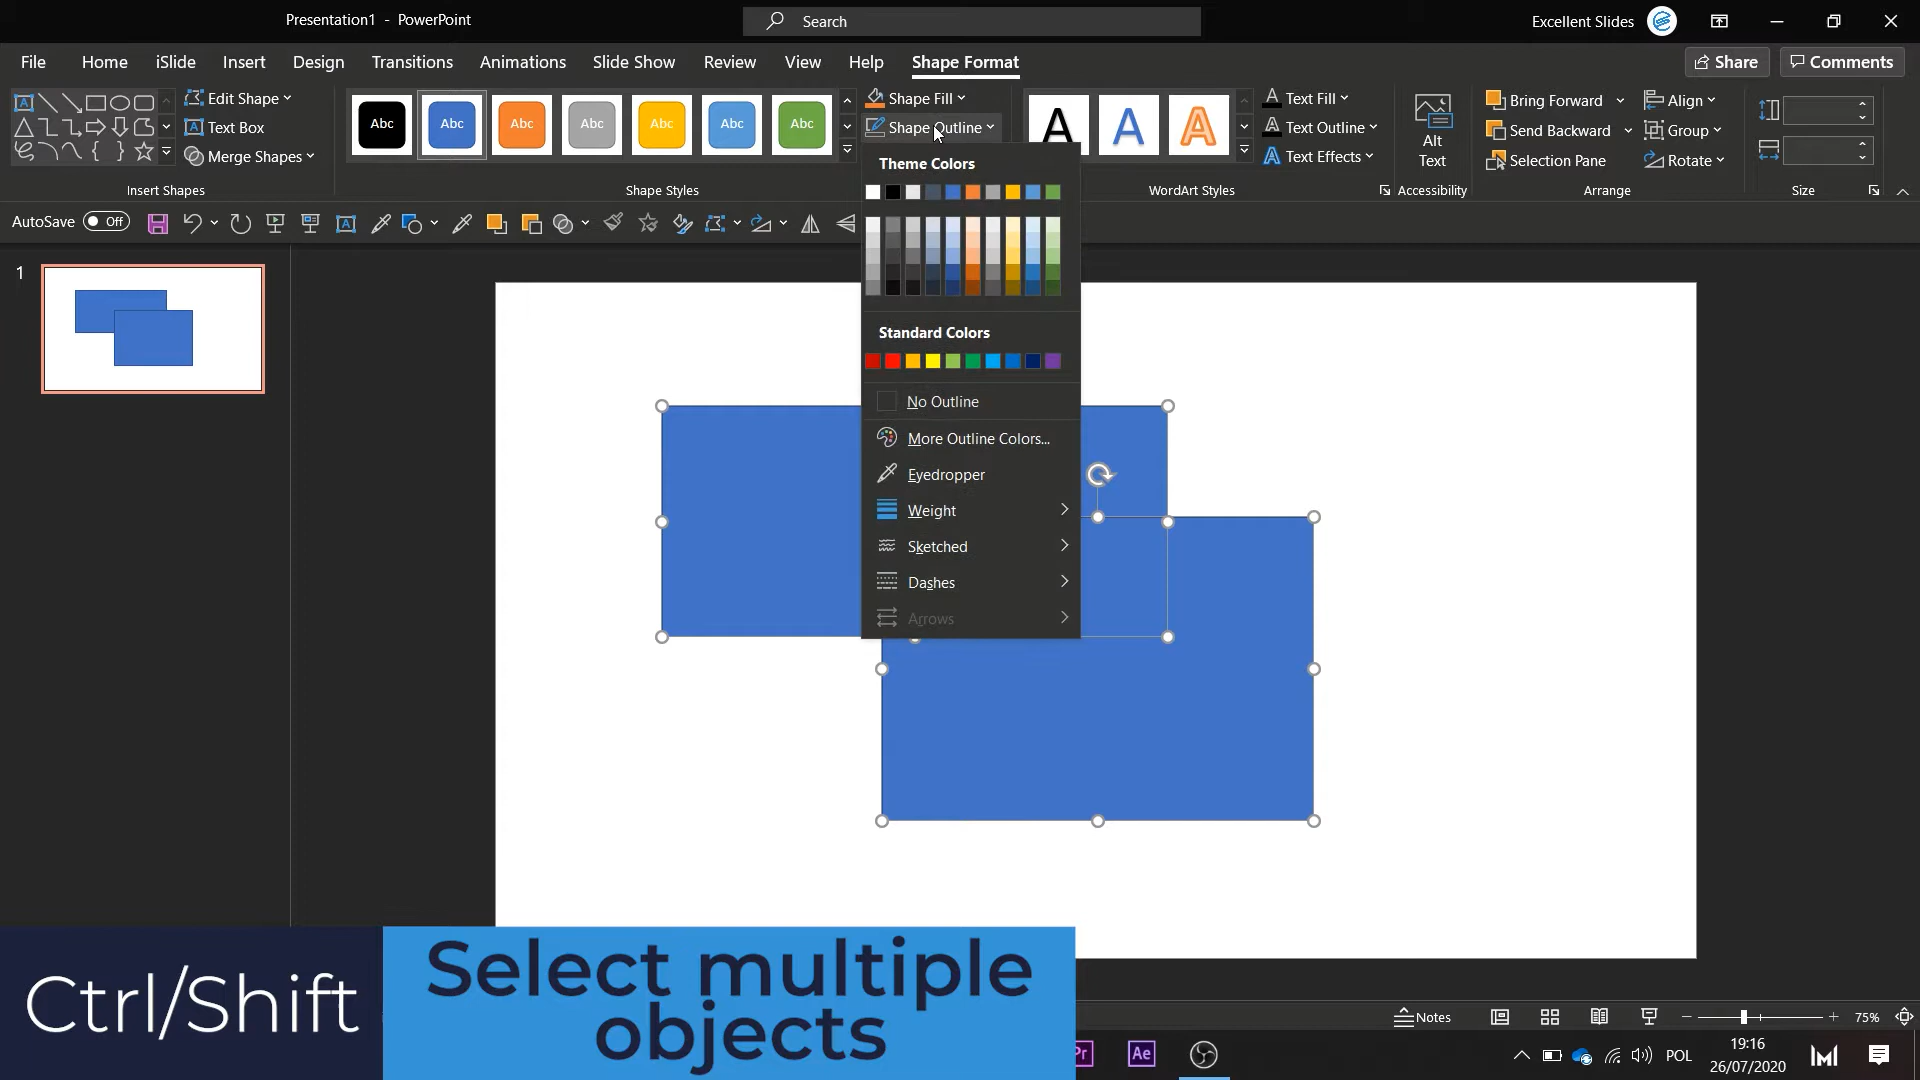 Presentation1 - PowerPoint
Search
Excellent Slides
File Home iSlide Insert Design Transitions Animations Slide Show Review View Help Shape Format
Share
Comments
Edit Shape
Text Box
Merge Shapes
Insert Shapes
Abc Abc Abc Abc Abc Abc Abc
Shape Styles
Shape Fill
Shape Outline
A A A
Text Fill
Text Outline
Text Effects
WordArt Styles
Alt
Text
Accessibility
Bring Forward
Send Backward
Selection Pane
Align
Group
Rotate
Arrange
Size
AutoSave Off
1
Theme Colors
Standard Colors
No Outline
More Outline Colors...
Eyedropper
Weight
Sketched
Dashes
Arrows
Ctrl/Shift
Select multiple
objects
Notes
75%
Pr
Ae
POL
19:16
26/07/2020